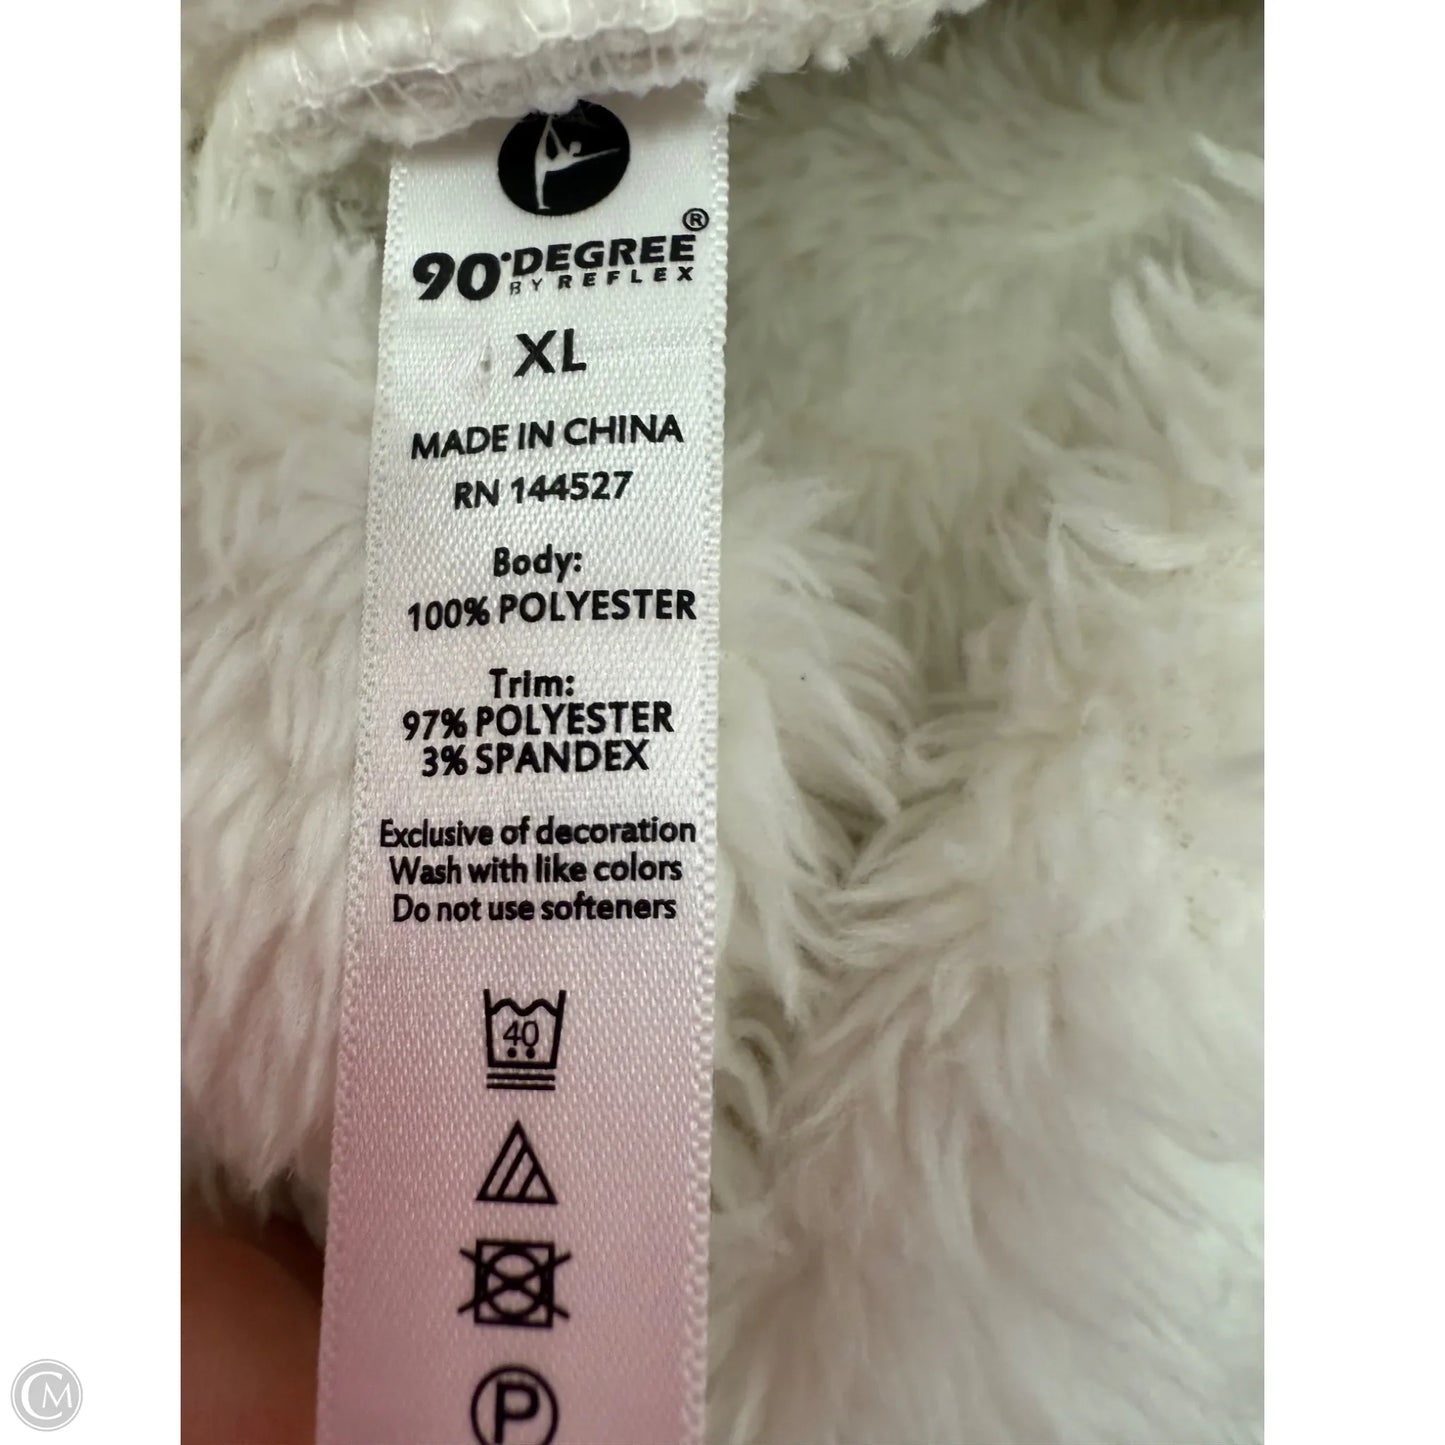 90°DEGREE®
BY REFLEX
XL
MADE IN CHINA
RN 144527
Body:
100% POLYESTER
Trim:
97% POLYESTER
3% SPANDEX
Exclusive of decoration
Wash with like colors
Do not use softeners
40
P
CM